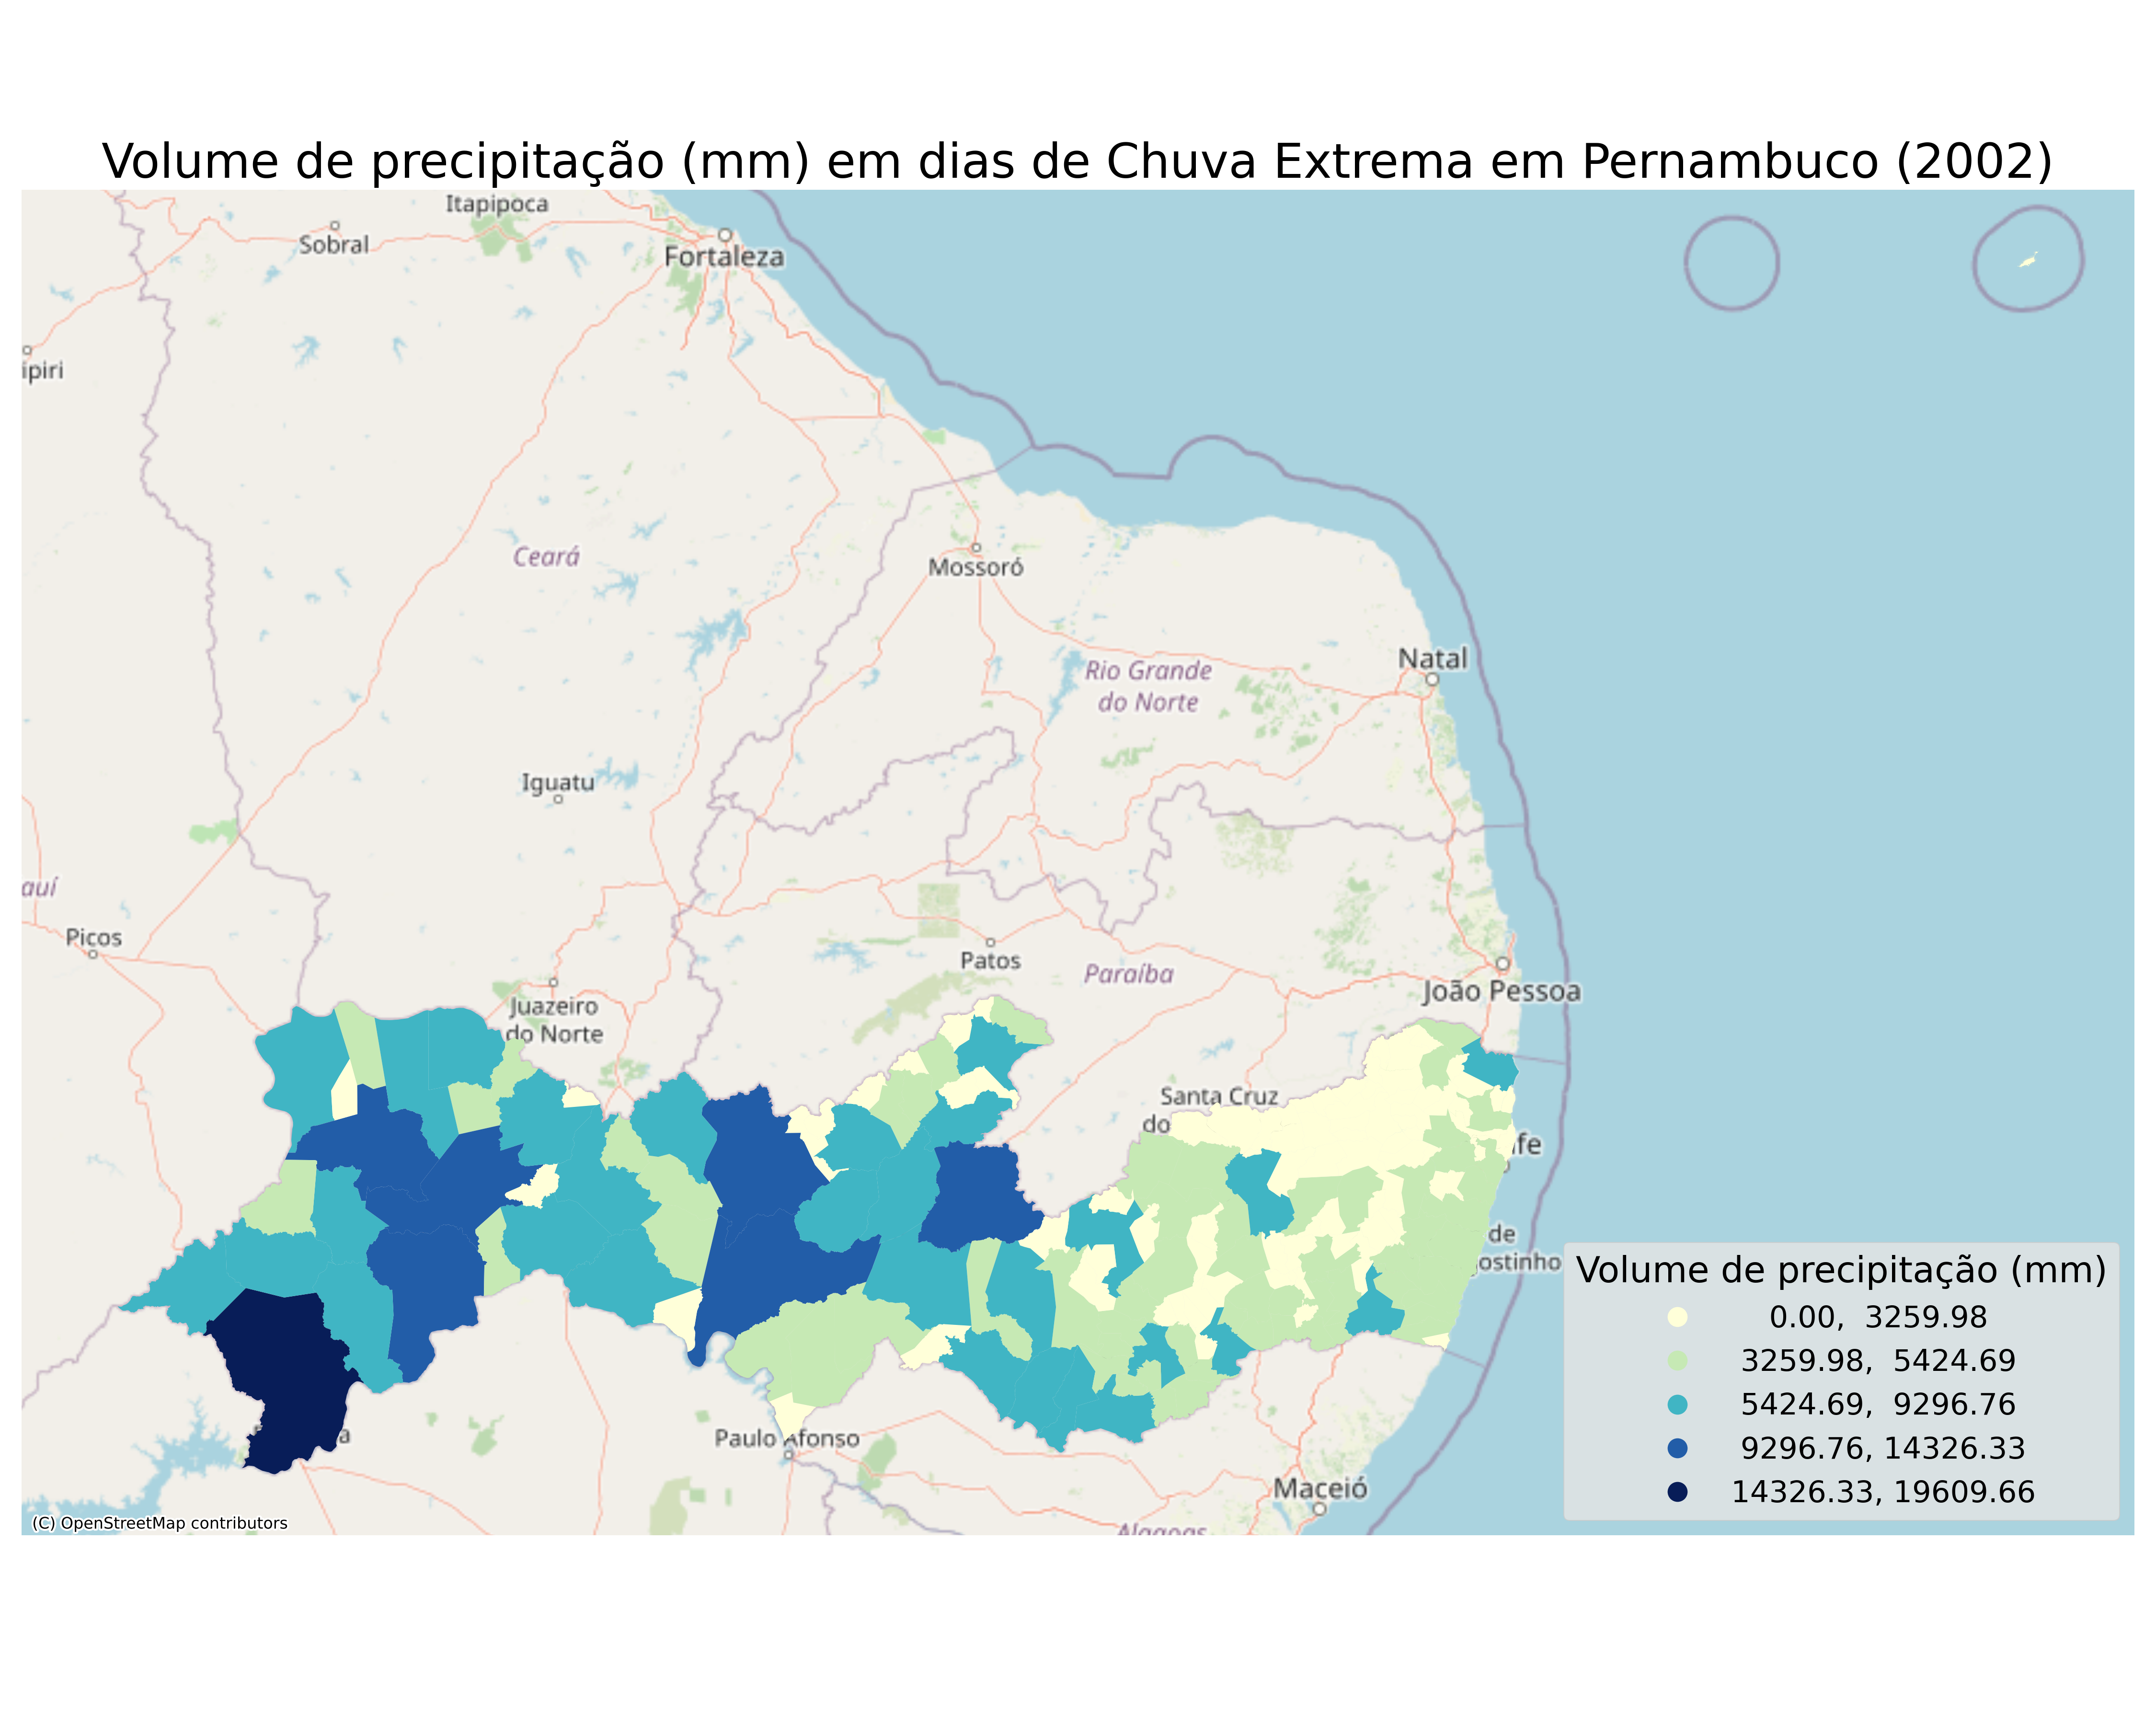 Volume de precipitação (mm) em dias de Chuva Extrema em Pernambuco (2002)
Itapipoca
Sobral
Fortaleza
ipiri
Ceará
Mossoró
Natal
Rio Grande
do Norte
Iguatu
auí
Picos
Patos
Paraíba
João Pessoa
Juazeiro
do Norte
Santa Cruz
do
ife
de
ostinho
Paulo Afonso
a
Maceió
Alagoas
Volume de precipitação (mm)
0.00, 3259.98
3259.98, 5424.69
5424.69, 9296.76
9296.76, 14326.33
14326.33, 19609.66
(C) OpenStreetMap contributors